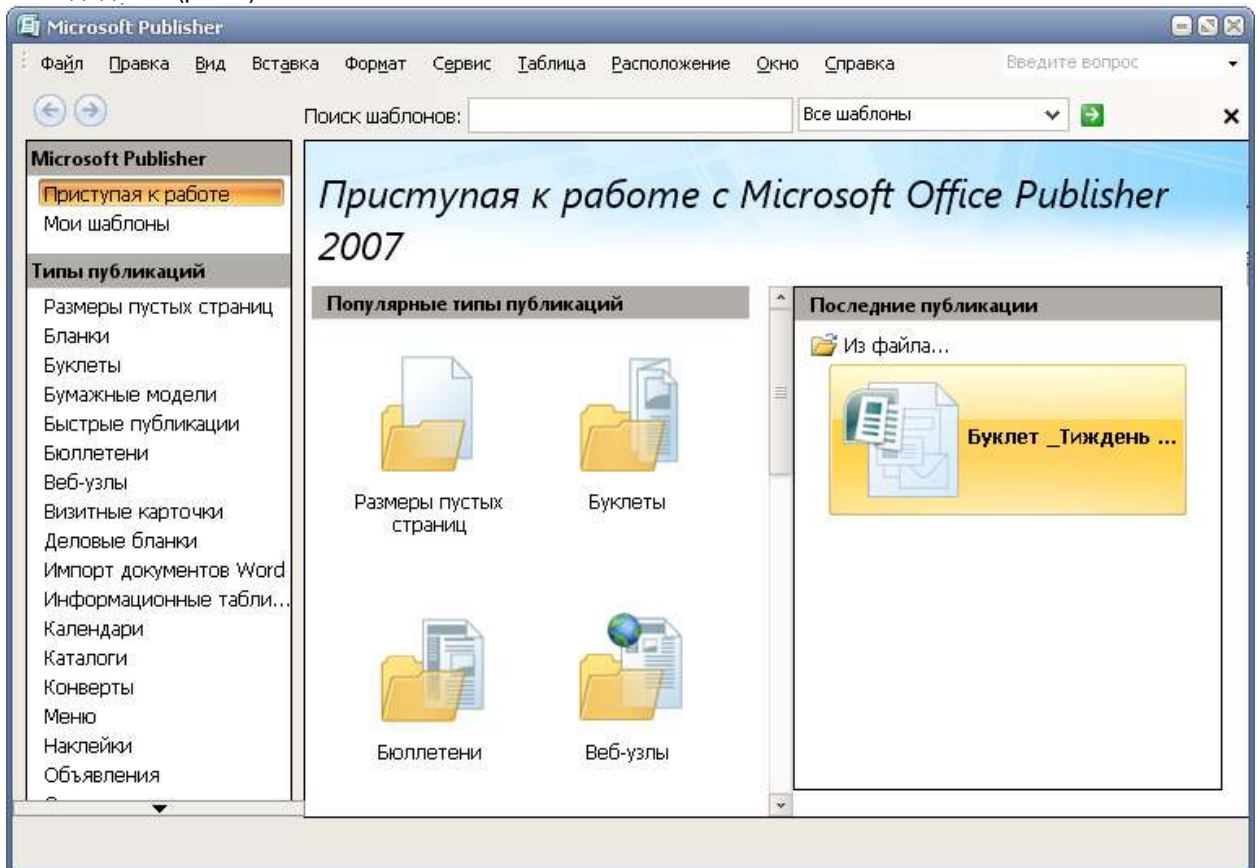 Microsoft Publisher
Файл Правка Вид Вставка Формат Сервис Таблица Расположение Окно Справка Введите вопрос
Поиск шаблонов: Все шаблоны
Microsoft Publisher
Приступая к работе
Мои шаблоны
Типы публикаций
Размеры пустых страниц
Бланки
Буклеты
Бумажные модели
Быстрые публикации
Бюллетени
Веб-узлы
Визитные карточки
Деловые бланки
Импорт документов Word
Информационные табли...
Календари
Каталоги
Конверты
Меню
Наклейки
Объявления
Приступая к работе с Microsoft Office Publisher
2007
Популярные типы публикаций
Размеры пустых
страниц
Буклеты
Бюллетени
Веб-узлы
Последние публикации
Из файла...
Буклет _Тиждень ...